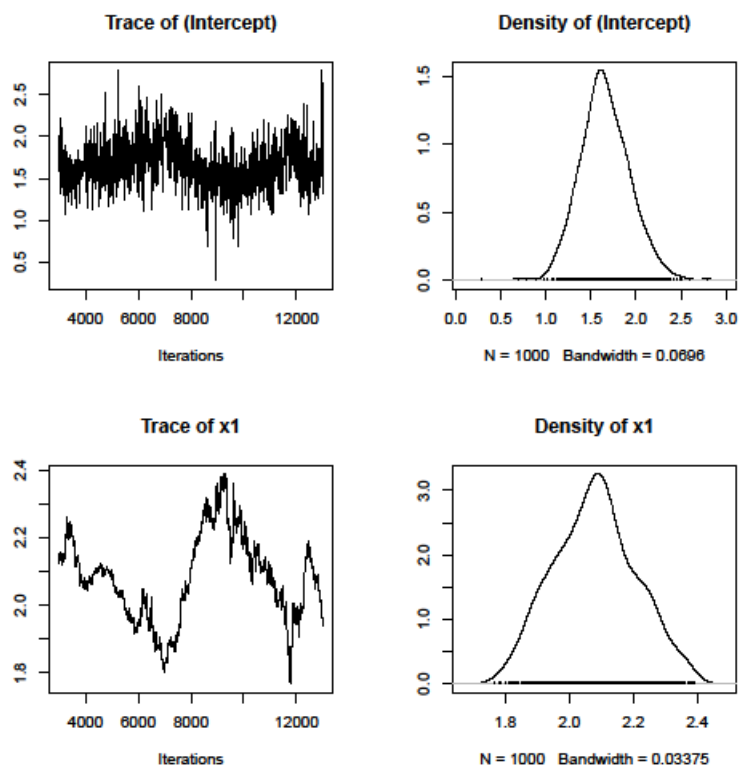 Trace of (Intercept)
2.5
2.0
1.5
1.0
0.5
4000 6000 8000 12000
Iterations
Density of (Intercept)
1.5
1.0
0.5
0.0
0.0 0.5 1.0 1.5 2.0 2.5 3.0
N = 1000 Bandwidth = 0.0696
Trace of x1
2.4
2.2
2.0
1.8
4000 6000 8000 12000
Iterations
Density of x1
3.0
2.0
1.0
0.0
1.8 2.0 2.2 2.4
N = 1000 Bandwidth = 0.03375